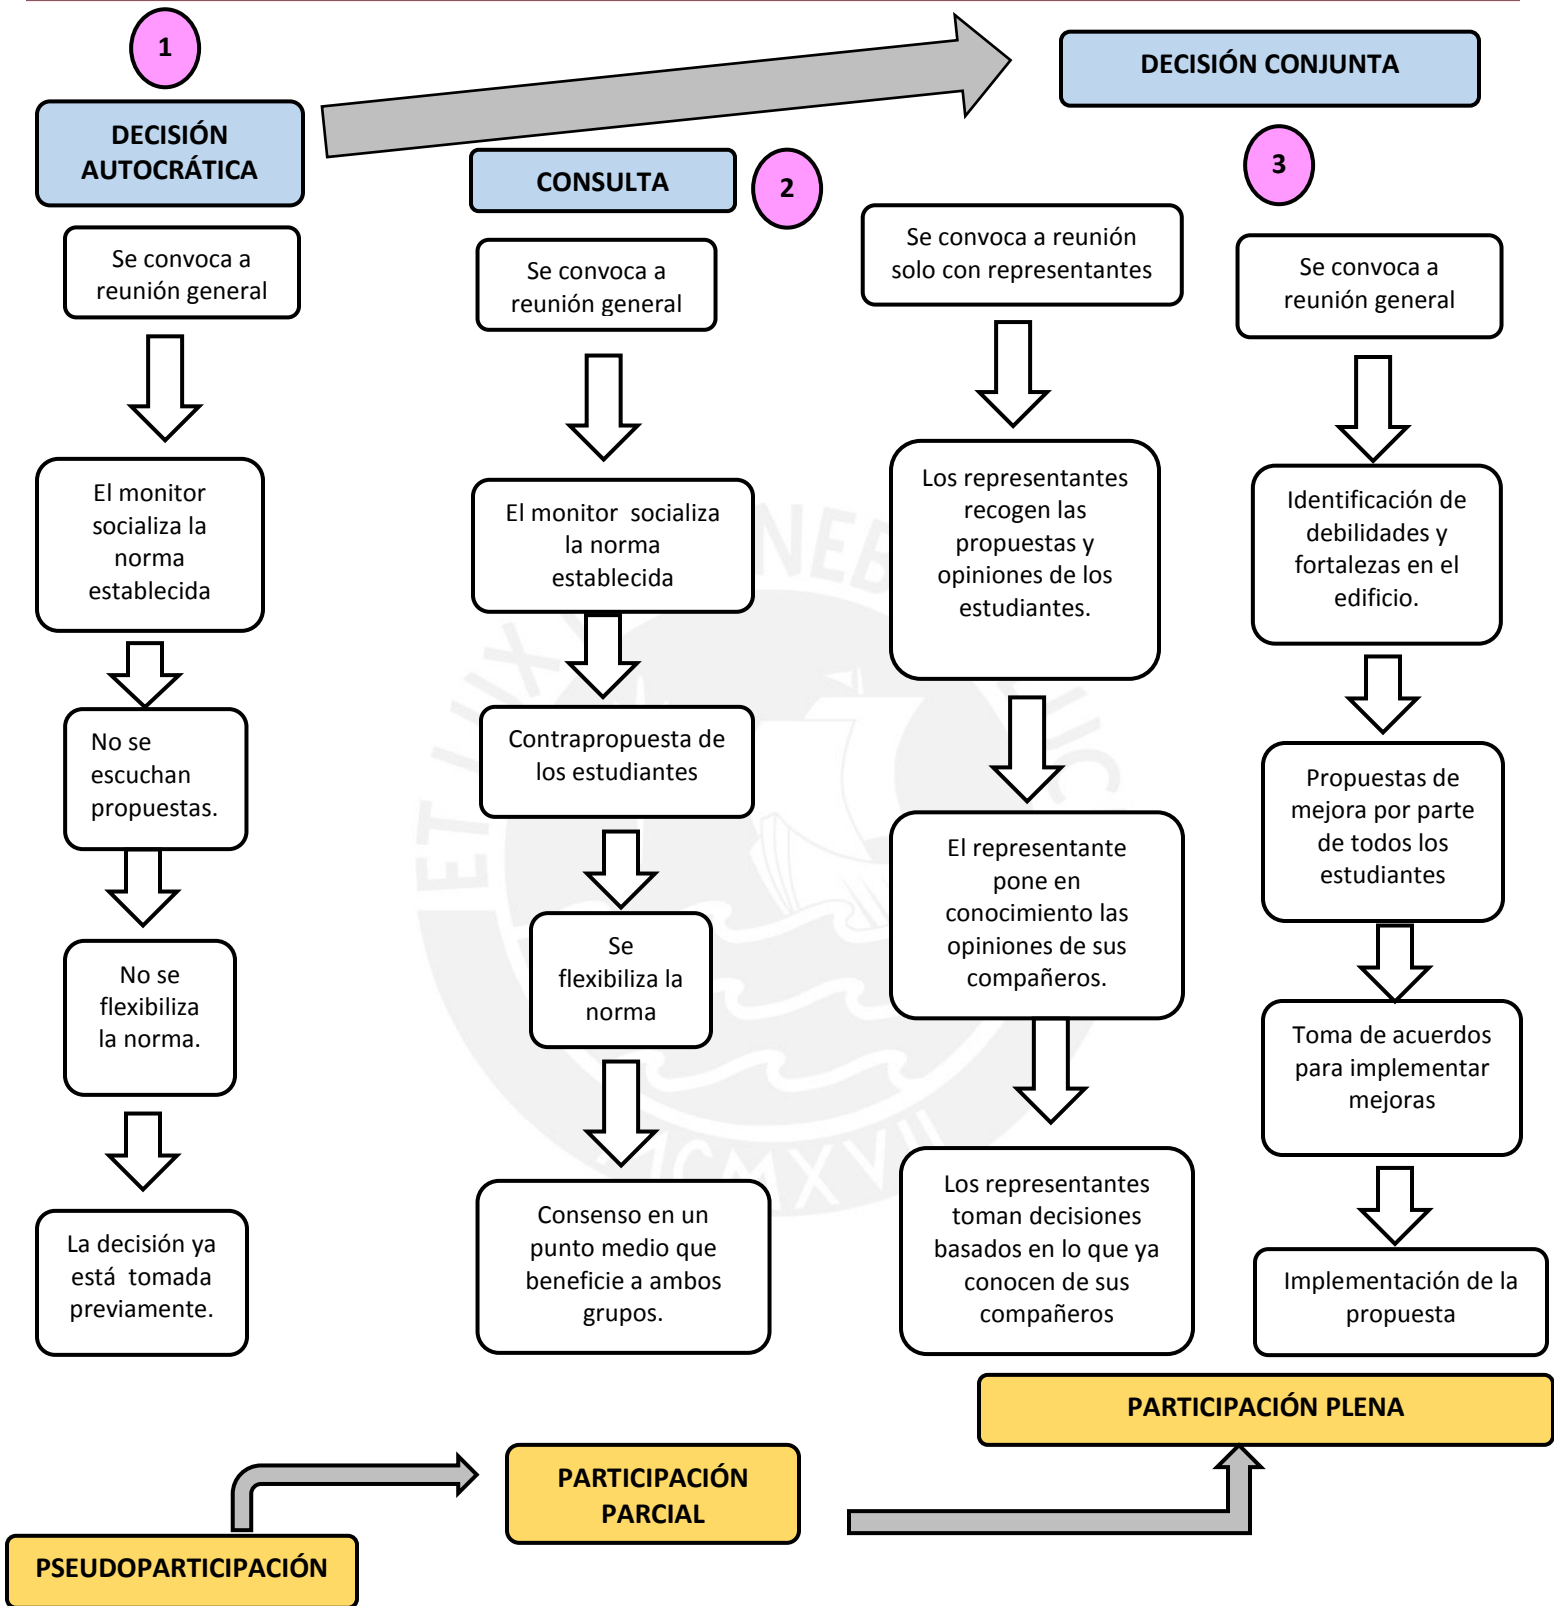 1
DECISIÓN
AUTOCRÁTICA
Se convoca a
reunión general
El monitor
socializa la
norma
establecida
No se
escuchan
propuestas.
No se
flexibiliza
la norma.
La decisión ya
está tomada
previamente.
CONSULTA
2
Se convoca a
reunión general
El monitor socializa
la norma
establecida
Contrapropuesta de
los estudiantes
Se
flexibiliza la
norma
Consenso en un
punto medio que
beneficie a ambos
grupos.
DECISIÓN CONJUNTA
3
Se convoca a reunión
solo con representantes
Los representantes
recogen las
propuestas y
opiniones de los
estudiantes.
El representante
pone en
conocimiento las
opiniones de sus
compañeros.
Los representantes
toman decisiones
basados en lo que ya
conocen de sus
compañeros
Se convoca a
reunión general
Identificación de
debilidades y
fortalezas en el
edificio.
Propuestas de
mejora por parte
de todos los
estudiantes
Toma de acuerdos
para implementar
mejoras
Implementación de la
propuesta
PSEUDOPARTICIPACIÓN
PARTICIPACIÓN
PARCIAL
PARTICIPACIÓN PLENA
ET LUX
MCMXVII